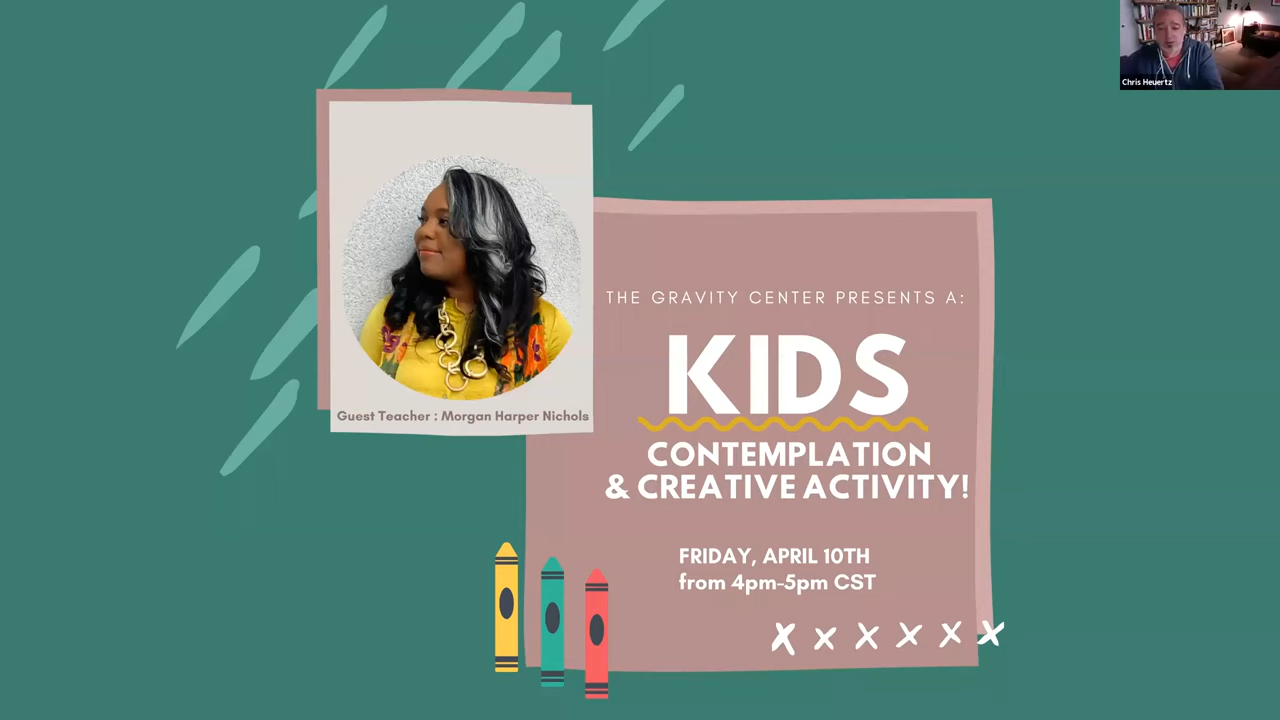 Chris Heuertz
Guest Teacher : Morgan Harper Nichols
THE GRAVITY CENTER PRESENTS A:
KIDS
CONTEMPLATION
& CREATIVE ACTIVITY!
FRIDAY, APRIL 10TH
from 4pm-5pm CST